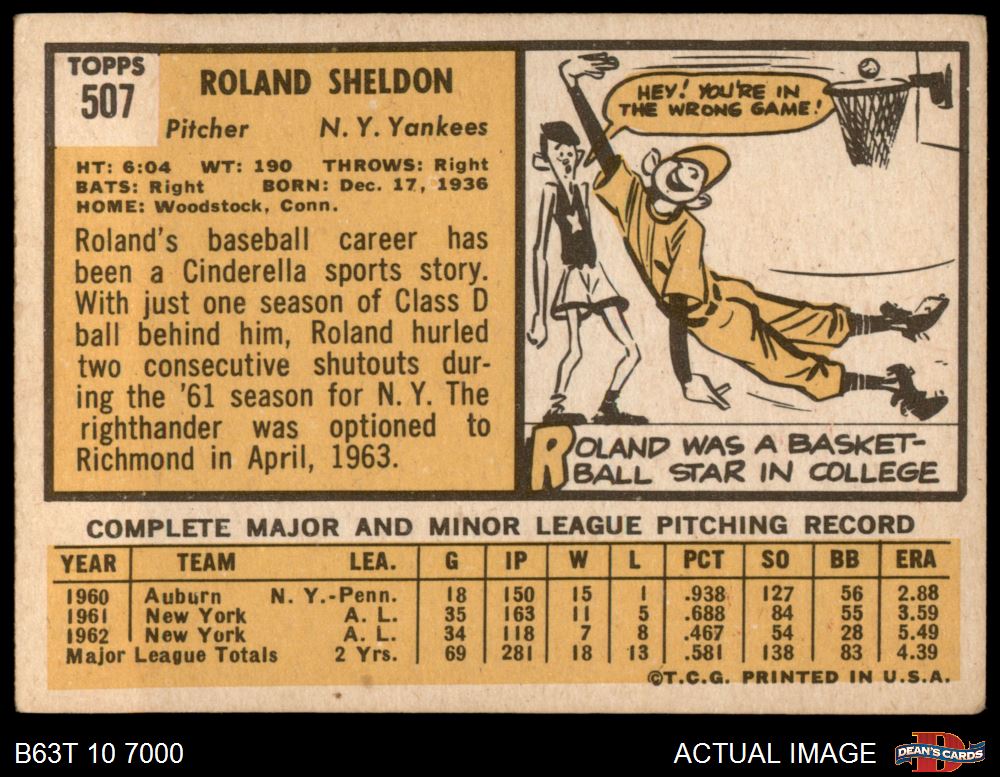 TOPPS
507
ROLAND SHELDON
Pitcher N. Y. Yankees
HT: 6:04 WT: 190 THROWS: Right
BATS: Right BORN: Dec. 17, 1936
HOME: Woodstock, Conn.
Roland's baseball career has
been a Cinderella sports story.
With just one season of Class D
ball behind him, Roland hurled
two consecutive shutouts dur-
ing the '61 season for N. Y. The
righthander was optioned to
Richmond in April, 1963.
HEY! YOU'RE IN
THE WRONG GAME!
ROLAND WAS A BASKET-
BALL STAR IN COLLEGE
COMPLETE MAJOR AND MINOR LEAGUE PITCHING RECORD
YEAR TEAM LEA. G IP W L PCT SO BB ERA
1960 Auburn N. Y.-Penn. 18 150 15 1 .938 127 56 2.88
1961 New York A. L. 35 163 11 5 .688 84 55 3.59
1962 New York A. L. 34 118 7 8 .467 54 28 5.49
Major League Totals 2 Yrs. 69 281 18 13 .581 138 83 4.39
©T.C.G. PRINTED IN U.S.A.
B63T 10 7000 ACTUAL IMAGE
D
DEAN'S CARDS